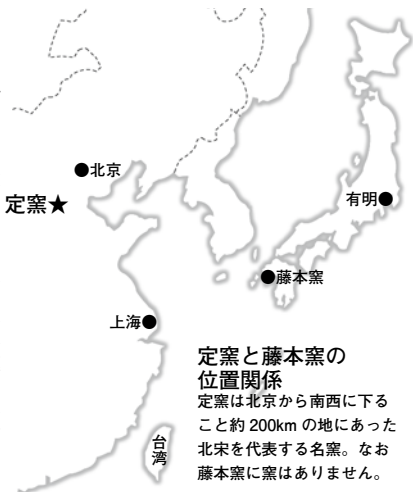 ●北京
定窯★
有明●
●藤本窯
上海●
定窯と藤本窯の
位置関係
定窯は北京から南西に下る
こと約200kmの地にあった
北宋を代表する名窯。なお
藤本窯に窯はありません。
台湾